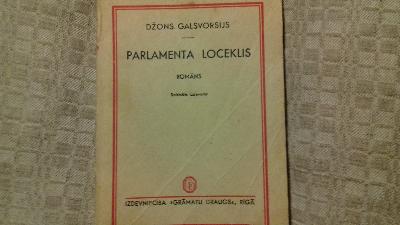 DŽONS GALSVORSIJS
PARLAMENTA LOCEKLIS
ROMĀNS
IZDEVNIECĪBA »GRĀMATU DRAUGS«, RĪGĀ